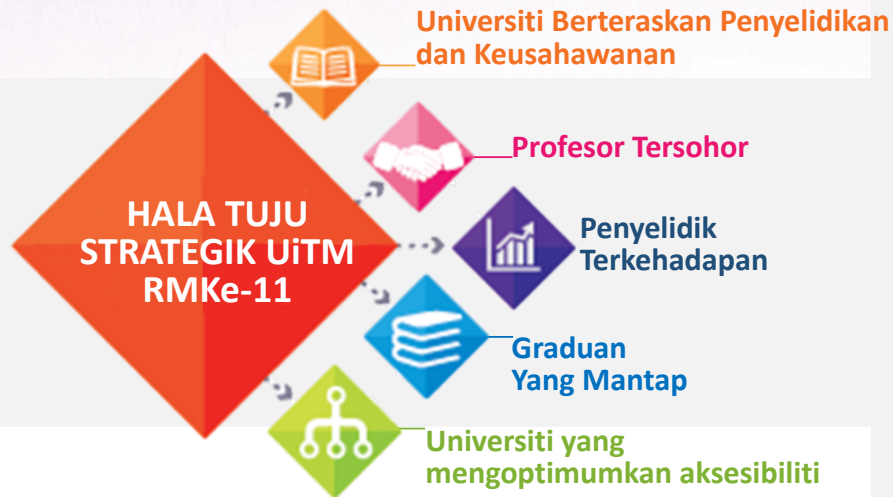 Universiti Berteraskan Penyelidikan
dan Keusahawanan
Profesor Tersohor
HALA TUJU
STRATEGIK UiTM
RMKe-11
Penyelidik
Terkehadapan
Graduan
Yang Mantap
Universiti yang
mengoptimumkan aksesibiliti